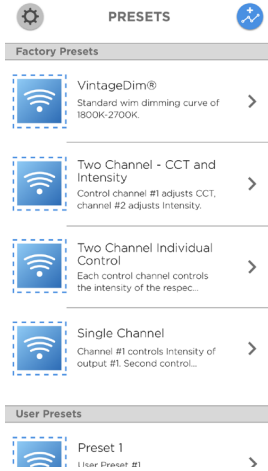 PRESETS
Factory Presets
VintageDim®
Standard wim dimming curve of
1800K-2700K.
Two Channel - CCT and
Intensity
Control channel #1 adjusts CCT,
channel #2 adjusts Intensity.
Two Channel Individual
Control
Each control channel controls
the intensity of the respec...
Single Channel
Channel #1 controls Intensity of
output #1. Second control...
User Presets
Preset 1
User Preset #1